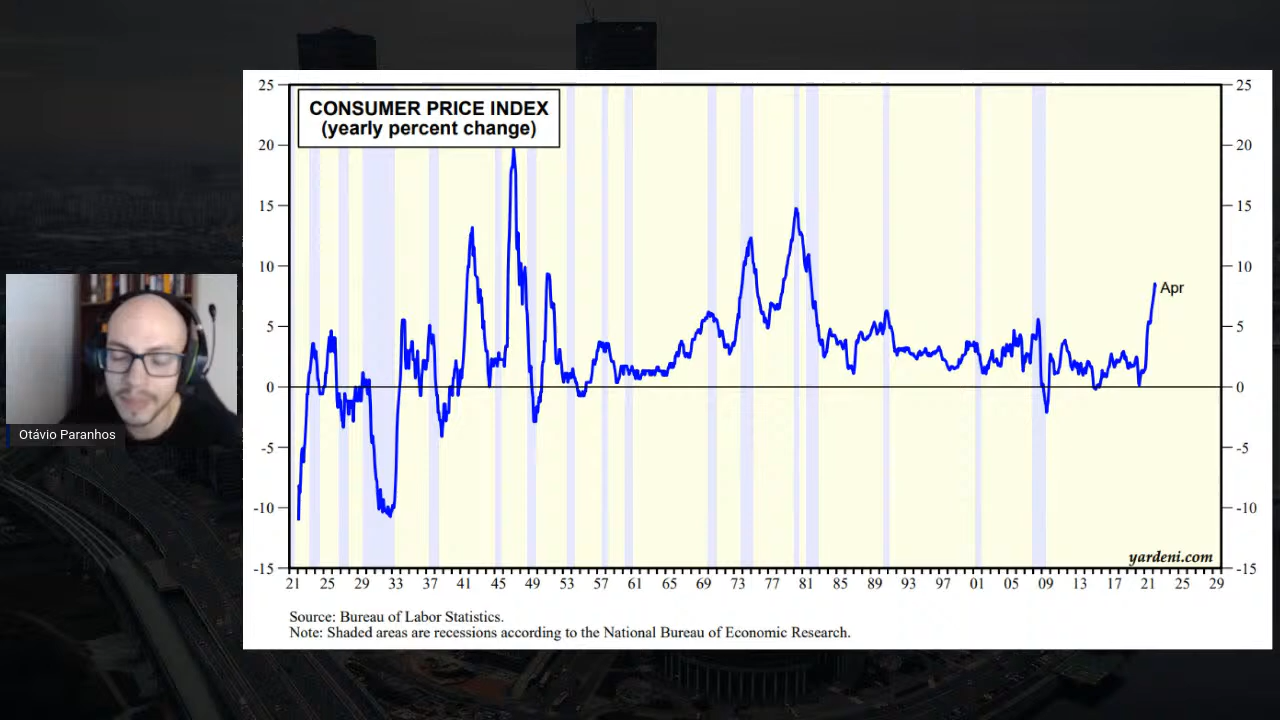 CONSUMER PRICE INDEX
(yearly percent change)
25 25
20 20
15 15
10 10
5 5
0 0
-5 -5
-10 -10
-15 -15
Apr
yardeni.com
21 25 29 33 37 41 45 49 53 57 61 65 69 73 77 81 85 89 93 97 01 05 09 13 17 21 25 29
Source: Bureau of Labor Statistics.
Note: Shaded areas are recessions according to the National Bureau of Economic Research.
Otávio Paranhos